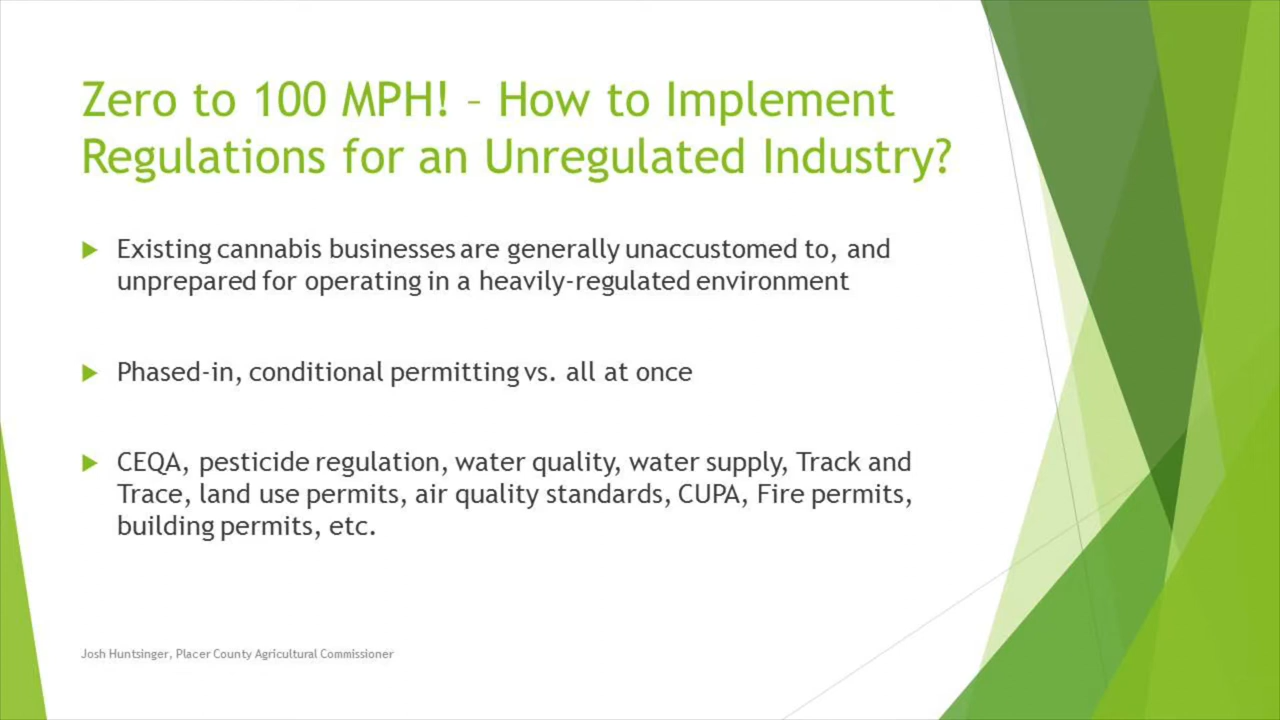 Zero to 100 MPH! – How to Implement
Regulations for an Unregulated Industry?
Existing cannabis businesses are generally unaccustomed to, and
unprepared for operating in a heavily-regulated environment
Phased-in, conditional permitting vs. all at once
CEQA, pesticide regulation, water quality, water supply, Track and
Trace, land use permits, air quality standards, CUPA, Fire permits,
building permits, etc.
Josh Huntsinger, Placer County Agricultural Commissioner